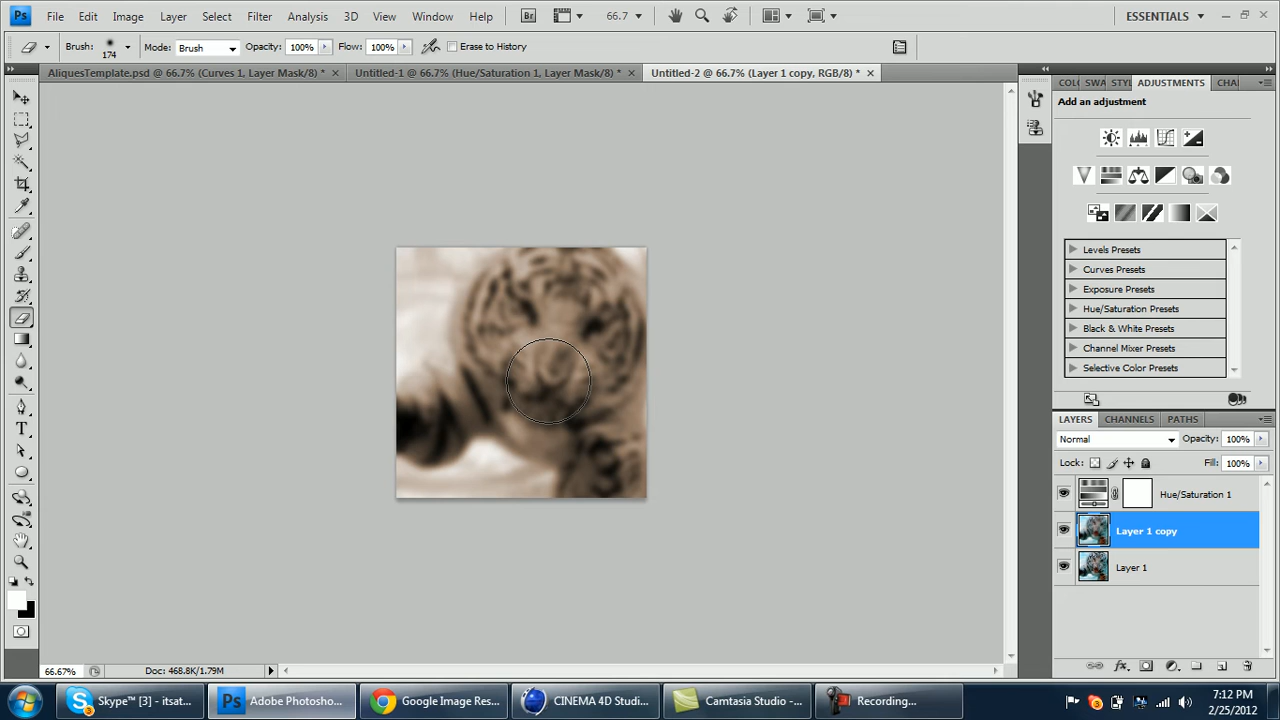 File Edit Image Layer Select Filter Analysis 3D View Window Help Br 66.7 ESSENTIALS
Brush: 174 Mode: Brush Opacity: 100% Flow: 100% Erase to History
AliquesTemplate.psd @ 66.7% (Curves 1, Layer Mask/8) * Untitled-1 @ 66.7% (Hue/Saturation 1, Layer Mask/8) * Untitled-2 @ 66.7% (Layer 1 copy, RGB/8) *
COL SWA STYL ADJUSTMENTS CHA
Add an adjustment
Levels Presets
Curves Presets
Exposure Presets
Hue/Saturation Presets
Black & White Presets
Channel Mixer Presets
Selective Color Presets
LAYERS CHANNELS PATHS
Normal Opacity: 100%
Lock: Fill: 100%
Hue/Saturation 1
Layer 1 copy
Layer 1
66.67% Doc: 468.8K/1.79M
Skype™ [3] - itsat... Ps Adobe Photosho... Google Image Res... CINEMA 4D Studi... Camtasia Studio -... Recording... 3
7:12 PM
2/25/2012